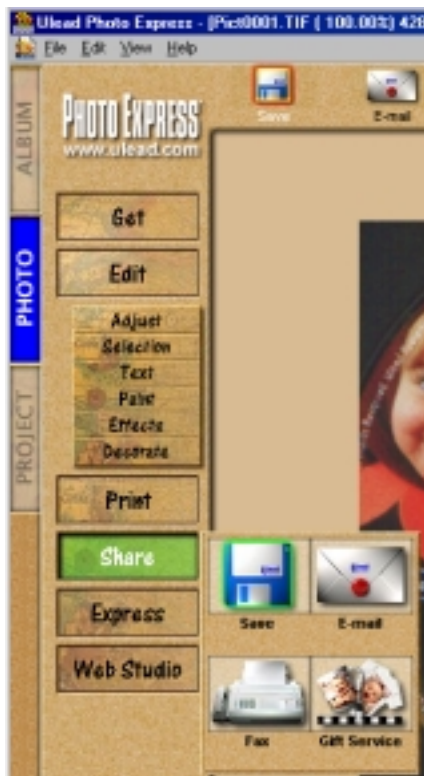 Ulead Photo Express - [Pict0001.TIF ( 100.00%) 428
File Edit View Help
Save
E-mail
ALBUM
PHOTO
PROJECT
PHOTO EXPRESS
www.ulead.com
Get
Edit
Adjust
Selection
Text
Paint
Effects
Decorate
Print
Share
Express
Web Studio
Save
E-mail
Fax
Gift Service